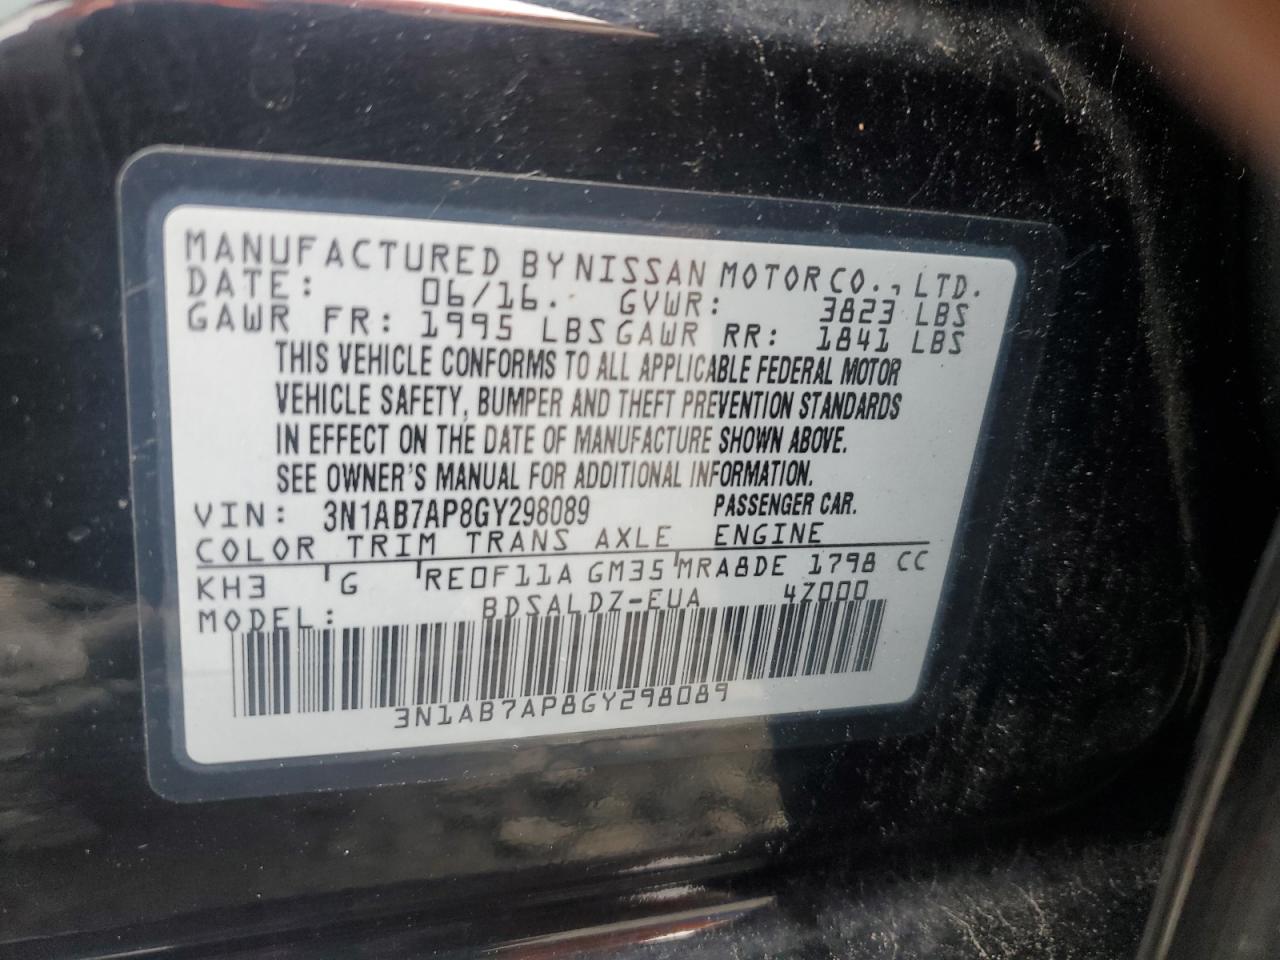 MANUFACTURED BY NISSAN MOTOR CO., LTD.
DATE: 06/16. GVWR: 3823 LBS
GAWR FR: 1995 LBS GAWR RR: 1841 LBS
THIS VEHICLE CONFORMS TO ALL APPLICABLE FEDERAL MOTOR
VEHICLE SAFETY, BUMPER AND THEFT PREVENTION STANDARDS
IN EFFECT ON THE DATE OF MANUFACTURE SHOWN ABOVE.
SEE OWNER'S MANUAL FOR ADDITIONAL INFORMATION.
VIN: 3N1AB7AP8GY298089 PASSENGER CAR.
COLOR TRIM TRANS AXLE ENGINE
KH3 G RE0F11A GM35 MRA8DE 1798 CC
MODEL: BDSALDZ-EUA 4Z000
3N1AB7AP8GY298089